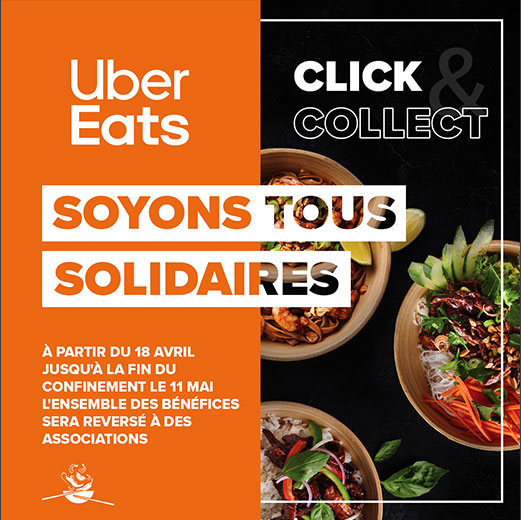 Uber
Eats
CLICK &
COLLECT
SOYONS TOUS
SOLIDAIRES
À PARTIR DU 18 AVRIL
JUSQU'À LA FIN DU
CONFINEMENT LE 11 MAI
L'ENSEMBLE DES BÉNÉFICES
SERA REVERSÉ À DES
ASSOCIATIONS